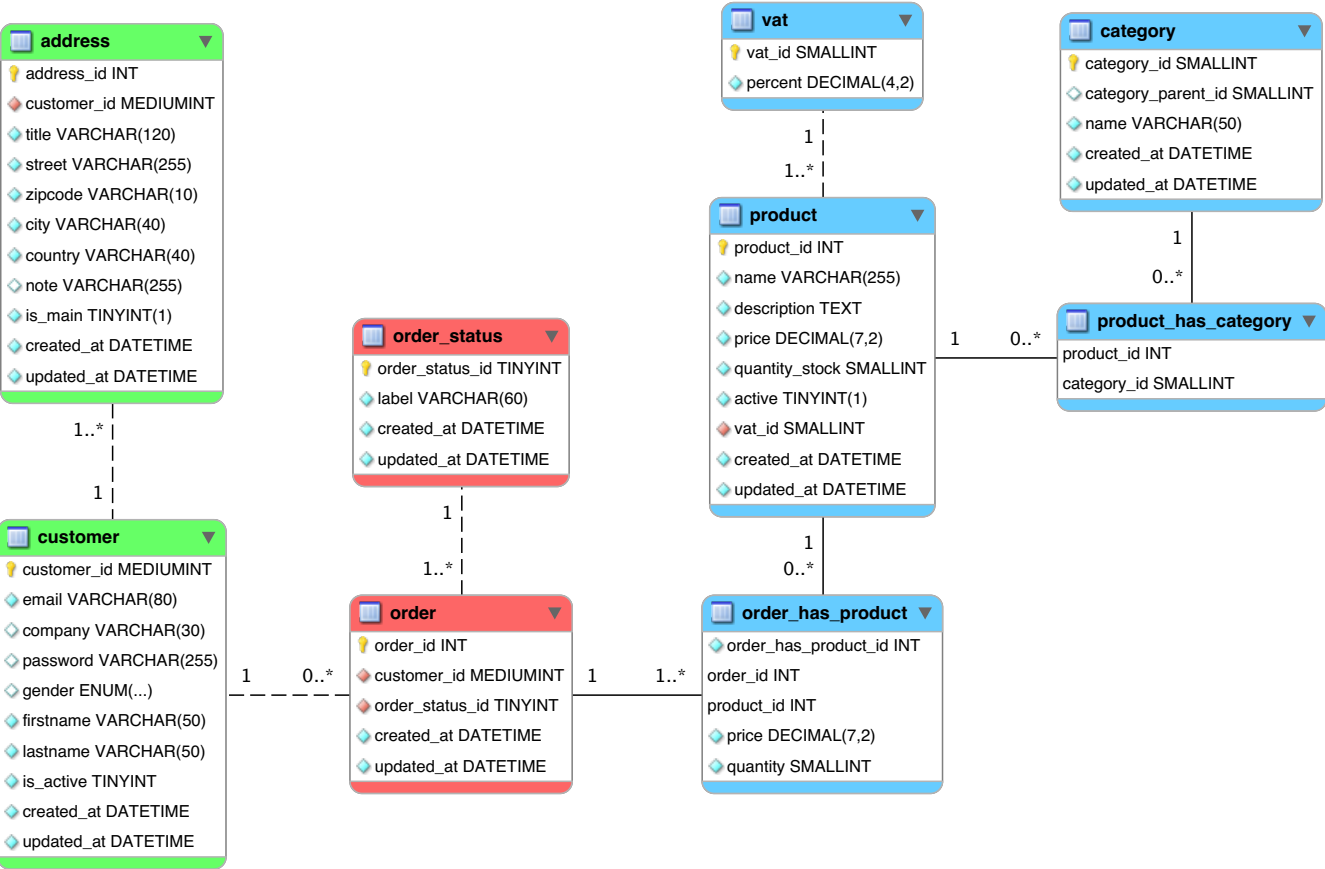 address
address_id INT
customer_id MEDIUMINT
title VARCHAR(120)
street VARCHAR(255)
zipcode VARCHAR(10)
city VARCHAR(40)
country VARCHAR(40)
note VARCHAR(255)
is_main TINYINT(1)
created_at DATETIME
updated_at DATETIME
1..*
1
customer
customer_id MEDIUMINT
email VARCHAR(80)
company VARCHAR(30)
password VARCHAR(255)
gender ENUM(...)
firstname VARCHAR(50)
lastname VARCHAR(50)
is_active TINYINT
created_at DATETIME
updated_at DATETIME
1 0..*
order_status
order_status_id TINYINT
label VARCHAR(60)
created_at DATETIME
updated_at DATETIME
1
1..*
order
order_id INT
customer_id MEDIUMINT
order_status_id TINYINT
created_at DATETIME
updated_at DATETIME
1 1..*
vat
vat_id SMALLINT
percent DECIMAL(4,2)
1
1..*
product
product_id INT
name VARCHAR(255)
description TEXT
price DECIMAL(7,2)
quantity_stock SMALLINT
active TINYINT(1)
vat_id SMALLINT
created_at DATETIME
updated_at DATETIME
1 0..*
1
0..*
order_has_product
order_has_product_id INT
order_id INT
product_id INT
price DECIMAL(7,2)
quantity SMALLINT
category
category_id SMALLINT
category_parent_id SMALLINT
name VARCHAR(50)
created_at DATETIME
updated_at DATETIME
1
0..*
product_has_category
product_id INT
category_id SMALLINT